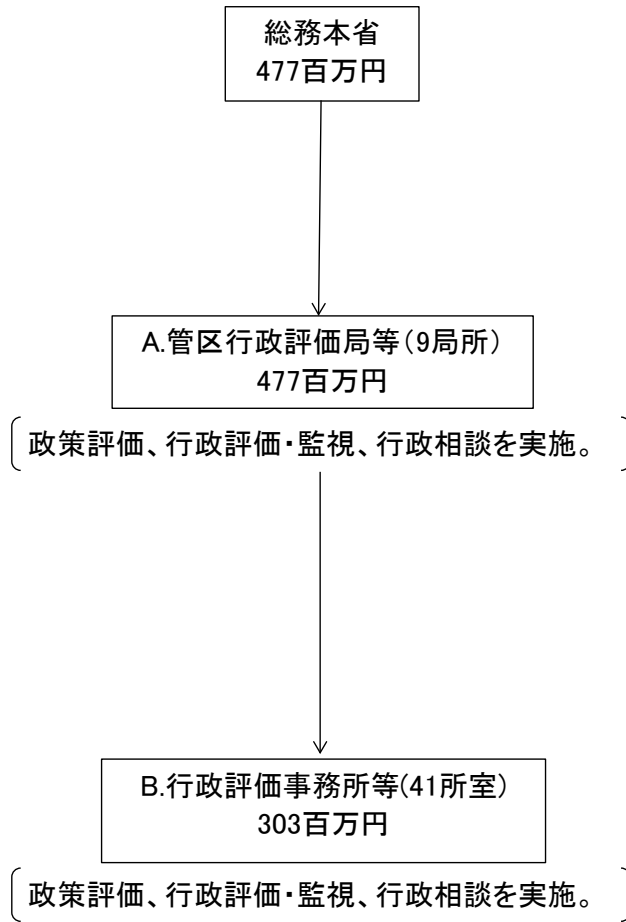 総務本省
477百万円
A.管区行政評価局等（9局所）
477百万円
政策評価、行政評価・監視、行政相談を実施。
B.行政評価事務所等(41所室)
303百万円
政策評価、行政評価・監視、行政相談を実施。